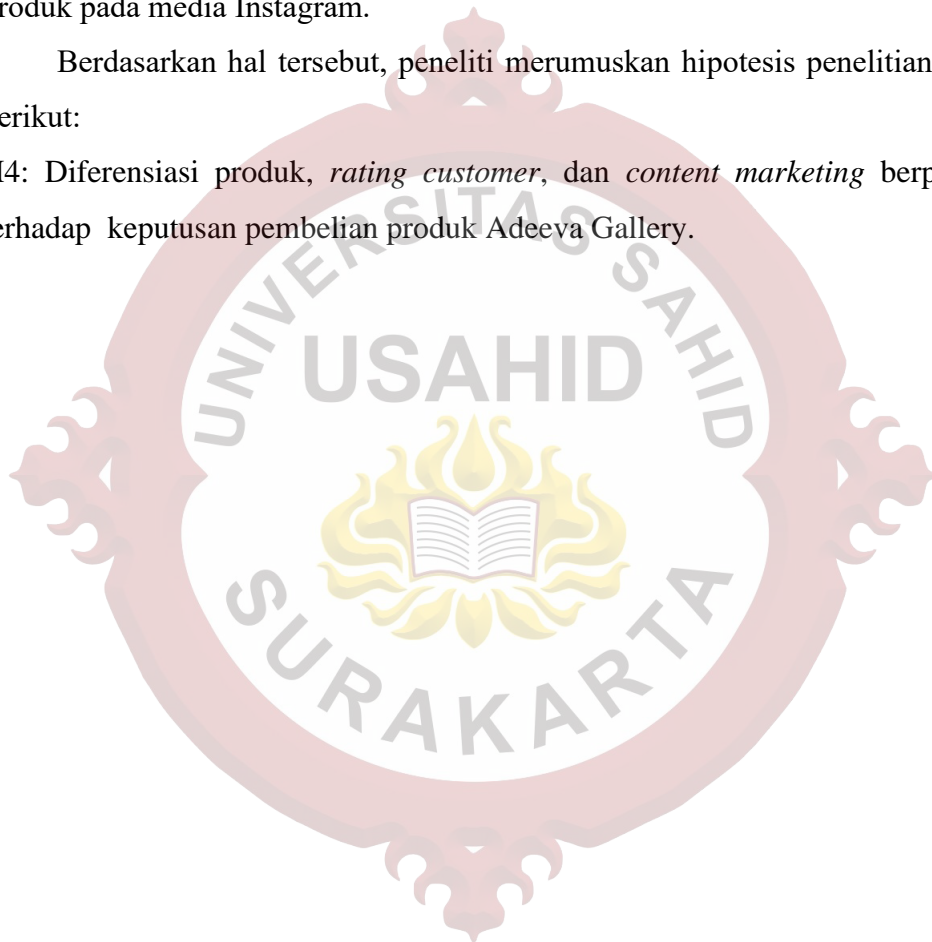 roduk pada media Instagram.
Berdasarkan hal tersebut, peneliti merumuskan hipotesis penelitian
erikut:
H4: Diferensiasi produk, rating customer, dan content marketing berp
erhadap keputusan pembelian produk Adeeva Gallery.
UNIVERSITAS SAHID
USAHID
SURAKARTA